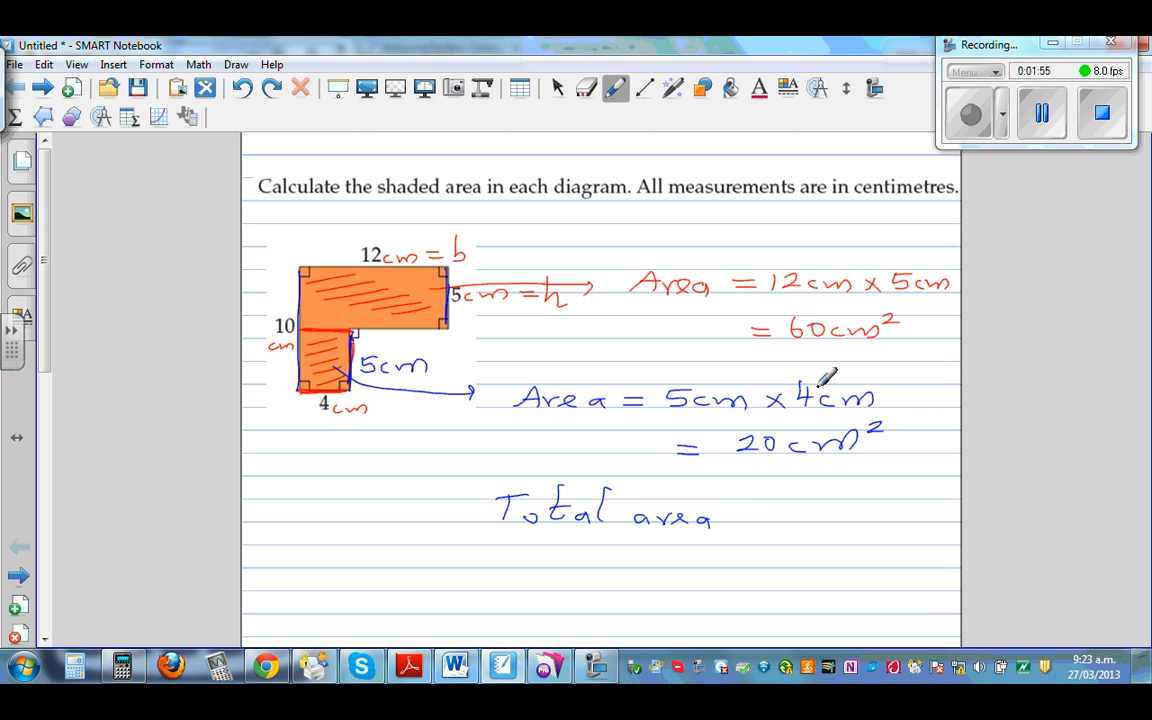 Untitled * - SMART Notebook
File Edit View Insert Format Math Draw Help
Recording...
Menu 0:01:55 8.0 fps
Calculate the shaded area in each diagram. All measurements are in centimetres.
12cm = b
5cm = h
Area = 12cm x 5cm
= 60cm²
10
cm
5cm
4cm
Area = 5cm x 4cm
= 20cm²
Total area
9:23 a.m.
27/03/2013